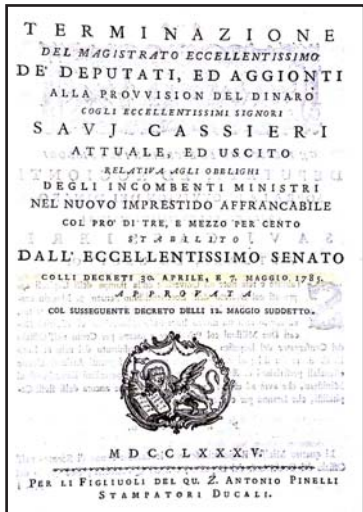 TERMINAZIONE
DEL MAGISTRATO ECCELLENTISSIMO
DE' DEPUTATI, ED AGGIONTI
ALLA PROVVISION DEL DINARO
COGLI ECCELLENTISSIMI SIGNORI
SAVJ CASSIERI
ATTUALE, ED USCITO
RELATIVA AGLI OBBLIGHI
DEGLI INCOMBENTI MINISTRI
NEL NUOVO IMPRESTIDO AFFRANCABILE
COL PRO' DI TRE, E MEZZO PER CENTO
STABILITO
DALL' ECCELLENTISSIMO SENATO
COLLI DECRETI 30. APRILE, E 7. MAGGIO 1785.
APPROVATA
COL SUSSEGUENTE DECRETO DELLI 12. MAGGIO SUDDETTO.
MDCCLXXXV.
PER LI FIGLIUOLI DEL QU. Z. ANTONIO PINELLI
STAMPATORI DUCALI.